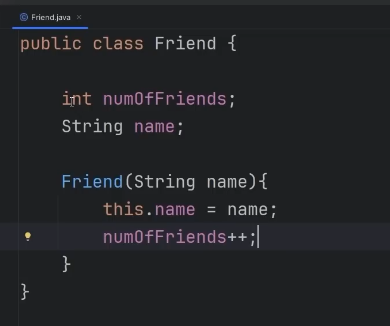 Friend.java
public class Friend {
int numOfFriends;
String name;
Friend(String name){
this.name = name;
numOfFriends++;
}
}